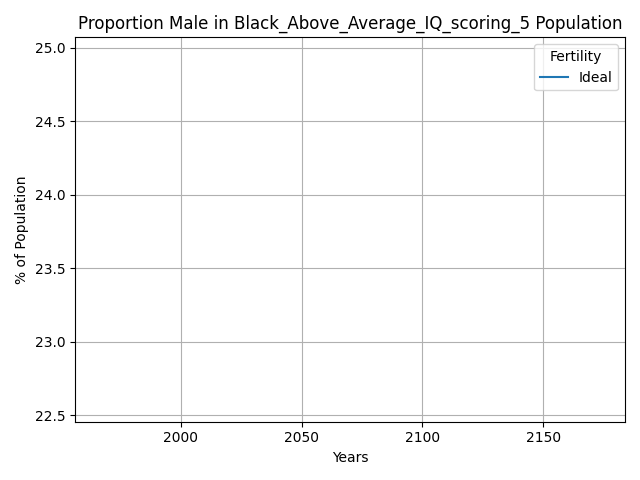 Proportion Male in Black_Above_Average_IQ_scoring_5 Population
25.0
24.5
24.0
23.5
23.0
22.5
% of Population
Fertility
Ideal
2000
2050
2100
2150
Years